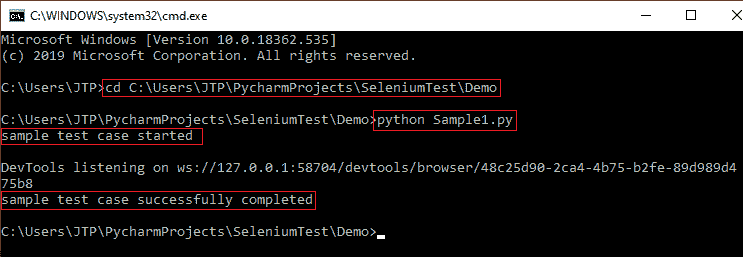 C:\WINDOWS\system32\cmd.exe
Microsoft Windows [Version 10.0.18362.535]
(c) 2019 Microsoft Corporation. All rights reserved.
C:\Users\JTP>cd C:\Users\JTP\PycharmProjects\SeleniumTest\Demo
C:\Users\JTP\PycharmProjects\SeleniumTest\Demo>python Sample1.py
sample test case started
DevTools listening on ws://127.0.0.1:58704/devtools/browser/48c25d90-2ca4-4b75-b2fe-89d989d4
75b8
sample test case successfully completed
C:\Users\JTP\PycharmProjects\SeleniumTest\Demo>